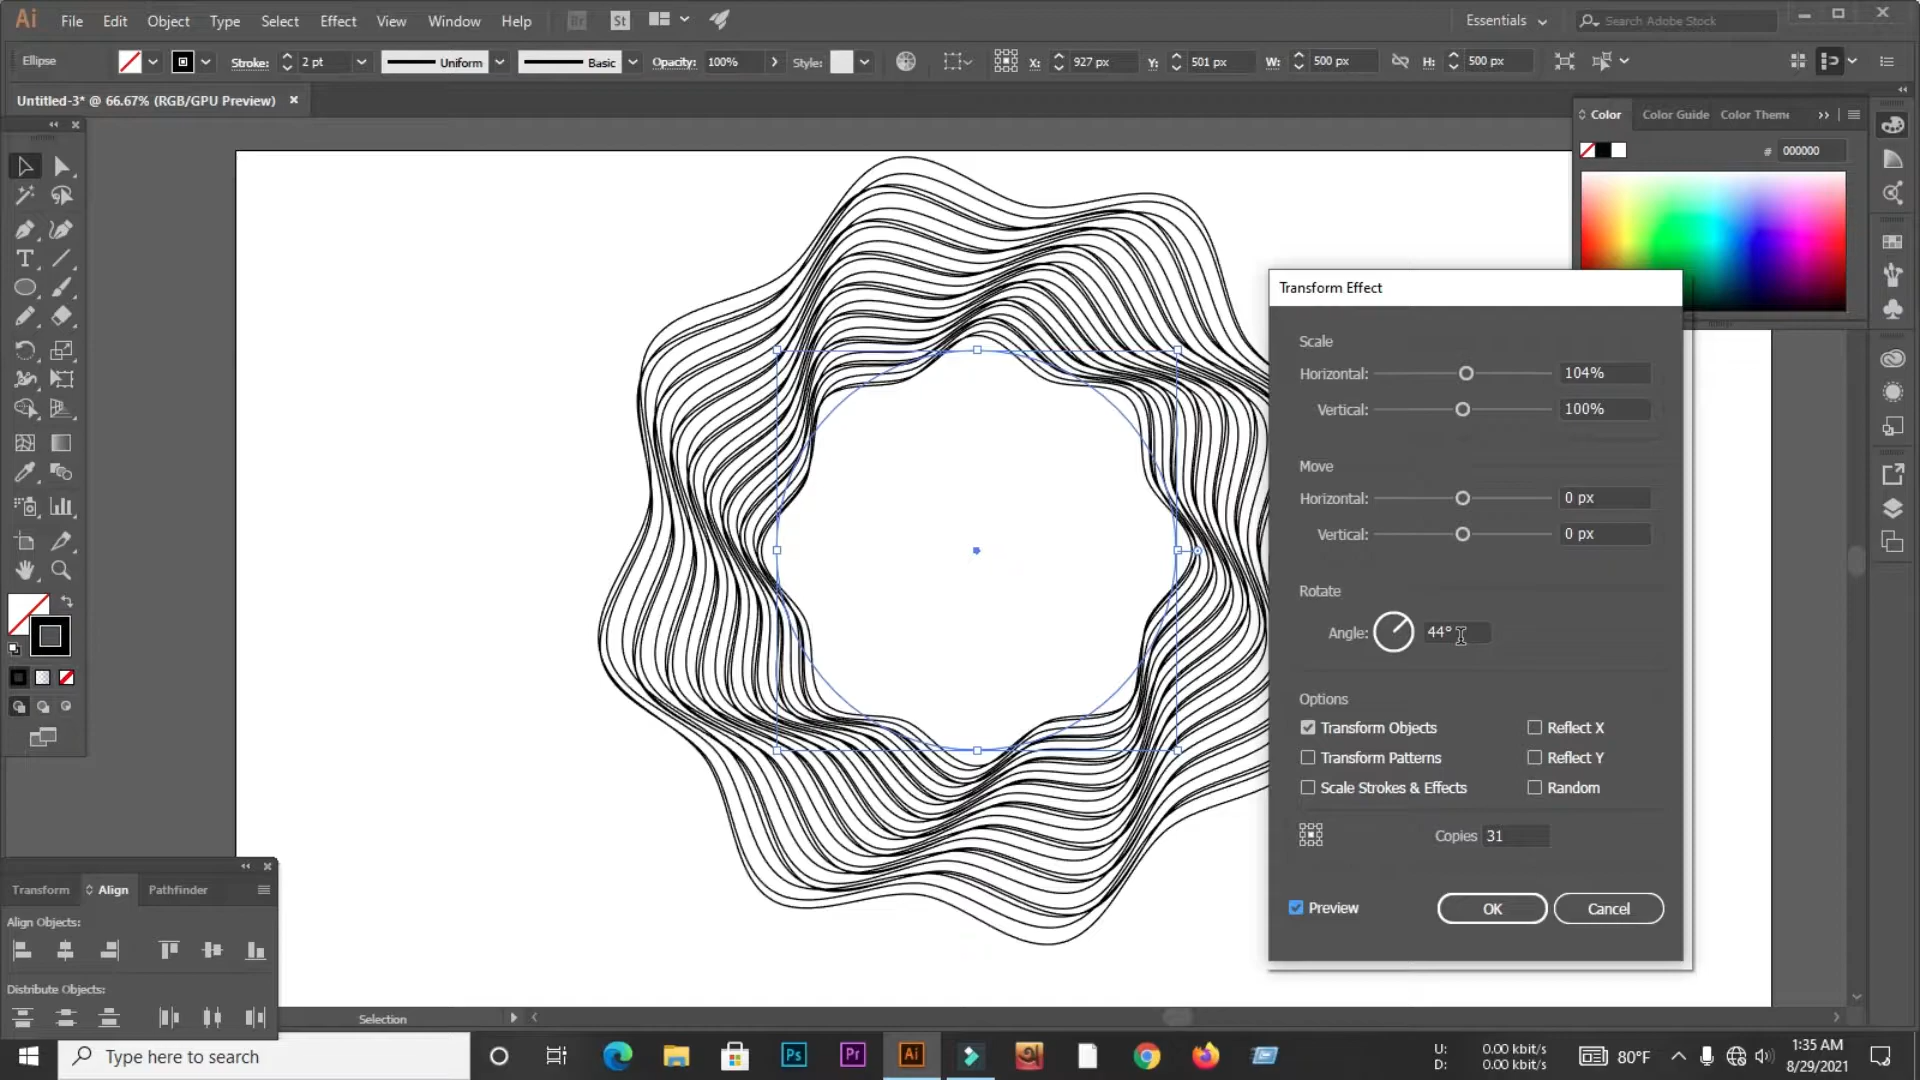 Ai File Edit Object Type Select Effect View Window Help Br St Essentials Search Adobe Stock
Ellipse Stroke: 2 pt Uniform Basic Opacity: 100% Style: X: 927 px Y: 501 px W: 500 px H: 500 px
Untitled-3* @ 66.67% (RGB/GPU Preview)
Color Color Guide Color Theme
# 000000
Transform Effect
Scale
Horizontal: 104%
Vertical: 100%
Move
Horizontal: 0 px
Vertical: 0 px
Rotate
Angle: 44°
Options
Transform Objects Reflect X
Transform Patterns Reflect Y
Scale Strokes & Effects Random
Copies 31
Preview OK Cancel
Transform Align Pathfinder
Align Objects:
Distribute Objects:
Selection
Type here to search Ps Pr Ai U: 0.00 kbit/s 80°F 1:35 AM
D: 0.00 kbit/s 8/29/2021